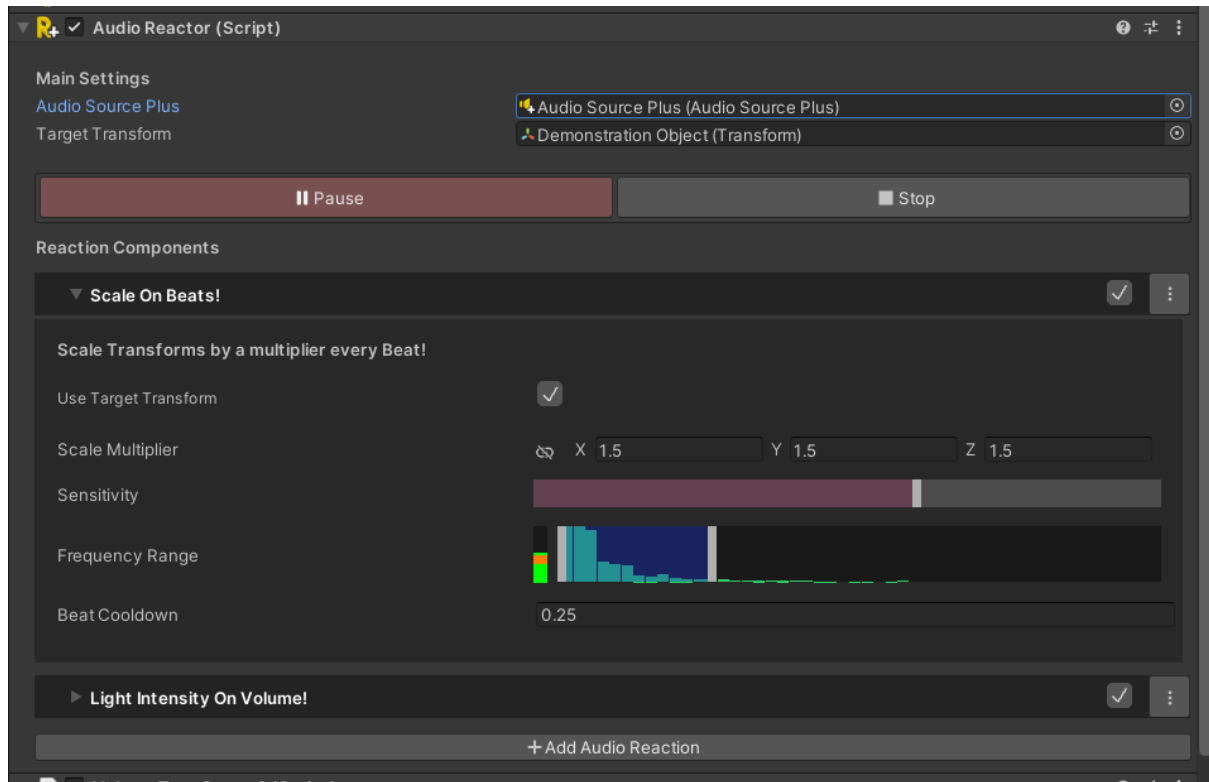 Audio Reactor (Script)
Main Settings
Audio Source Plus Audio Source Plus (Audio Source Plus)
Target Transform Demonstration Object (Transform)
Pause Stop
Reaction Components
Scale On Beats!
Scale Transforms by a multiplier every Beat!
Use Target Transform
Scale Multiplier X 1.5 Y 1.5 Z 1.5
Sensitivity
Frequency Range
Beat Cooldown 0.25
Light Intensity On Volume!
+ Add Audio Reaction